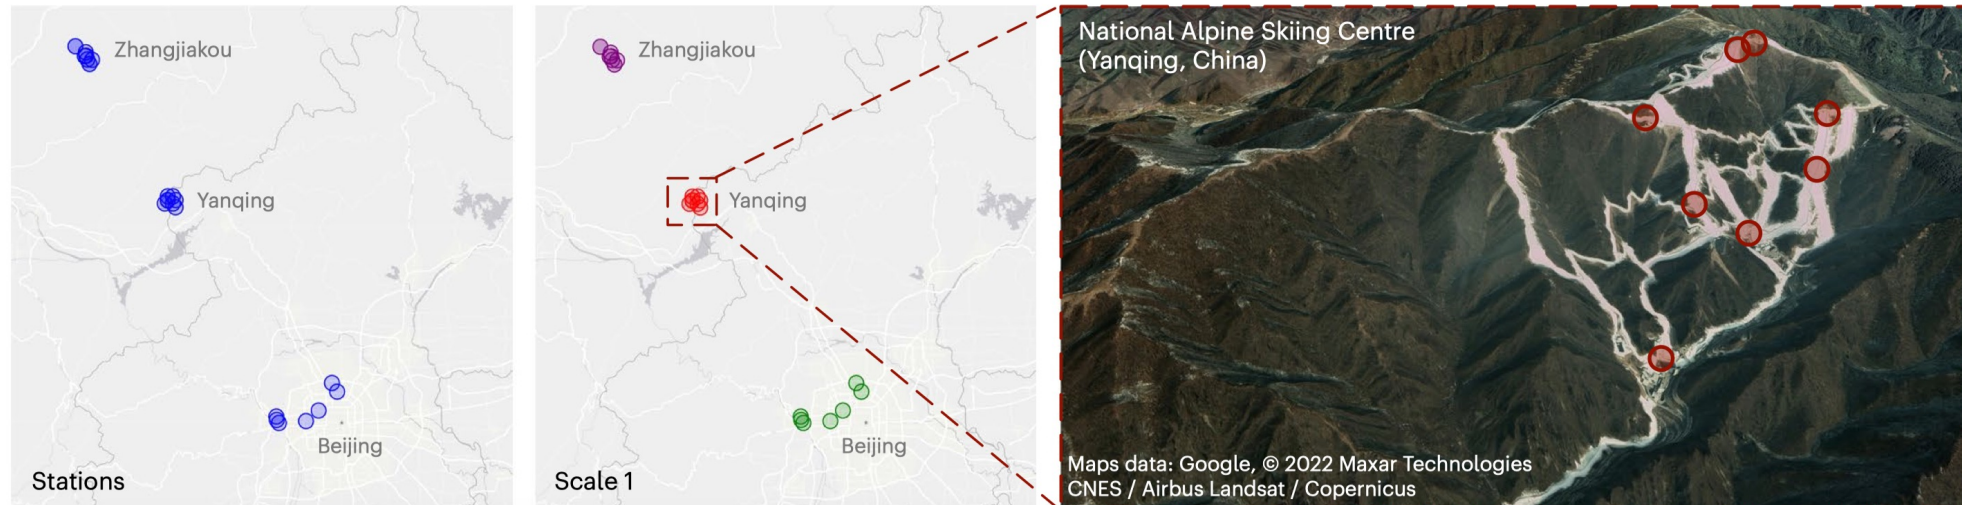 Zhangjiakou
Yanqing
Beijing
Stations
Zhangjiakou
Yanqing
Beijing
Scale 1
National Alpine Skiing Centre
(Yanqing, China)
Maps data: Google, © 2022 Maxar Technologies
CNES / Airbus Landsat / Copernicus